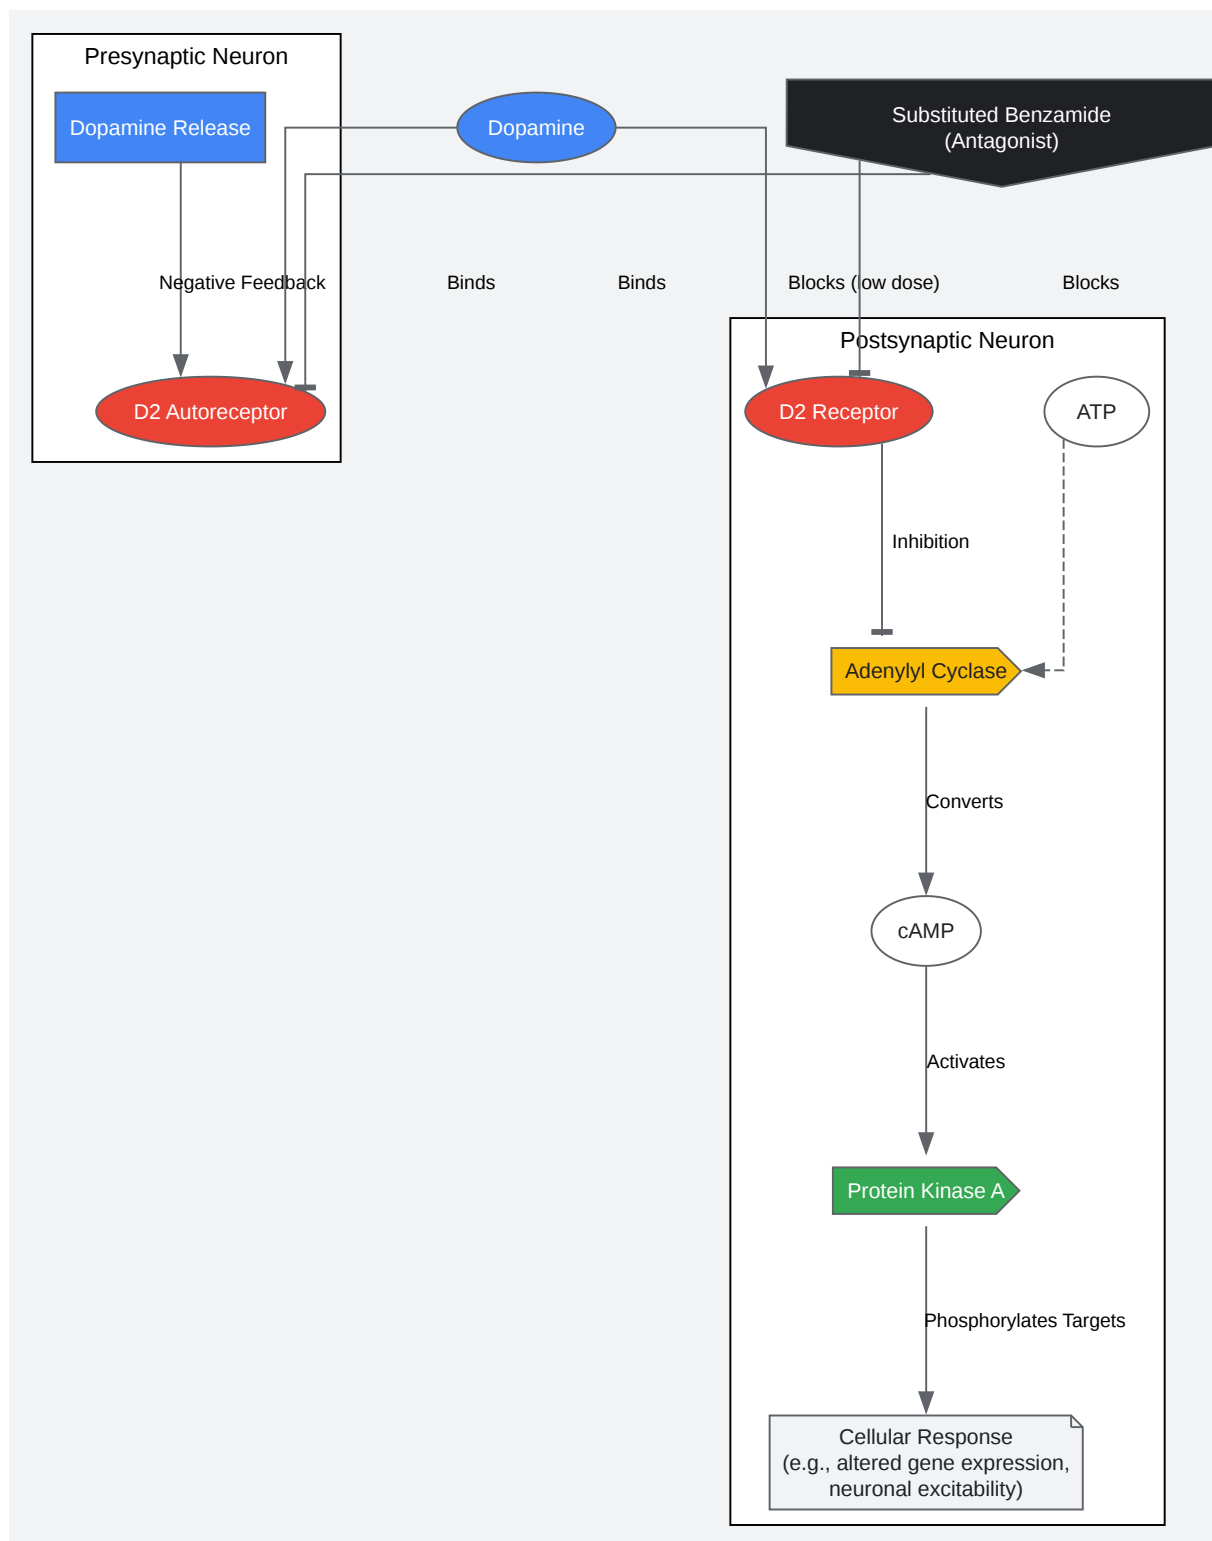 Presynaptic Neuron
Dopamine Release
Dopamine
Substituted Benzamide
(Antagonist)
Negative Feedback
Binds
Binds
Blocks (low dose)
Blocks
Postsynaptic Neuron
D2 Autoreceptor
D2 Receptor
ATP
Inhibition
Adenylyl Cyclase
Converts
cAMP
Activates
Protein Kinase A
Phosphorylates Targets
Cellular Response
(e.g., altered gene expression,
neuronal excitability)